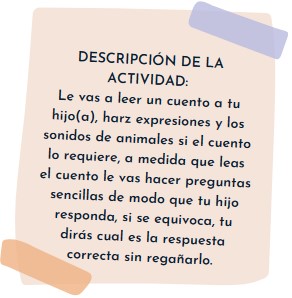 DESCRIPCIÓN DE LA
ACTIVIDAD:
Le vas a leer un cuento a tu
hijo(a), harz expresiones y los
sonidos de animales si el cuento
lo requiere, a medida que leas
el cuento le vas hacer preguntas
sencillas de modo que tu hijo
responda, si se equivoca, tu
dirás cual es la respuesta
correcta sin regañarlo.